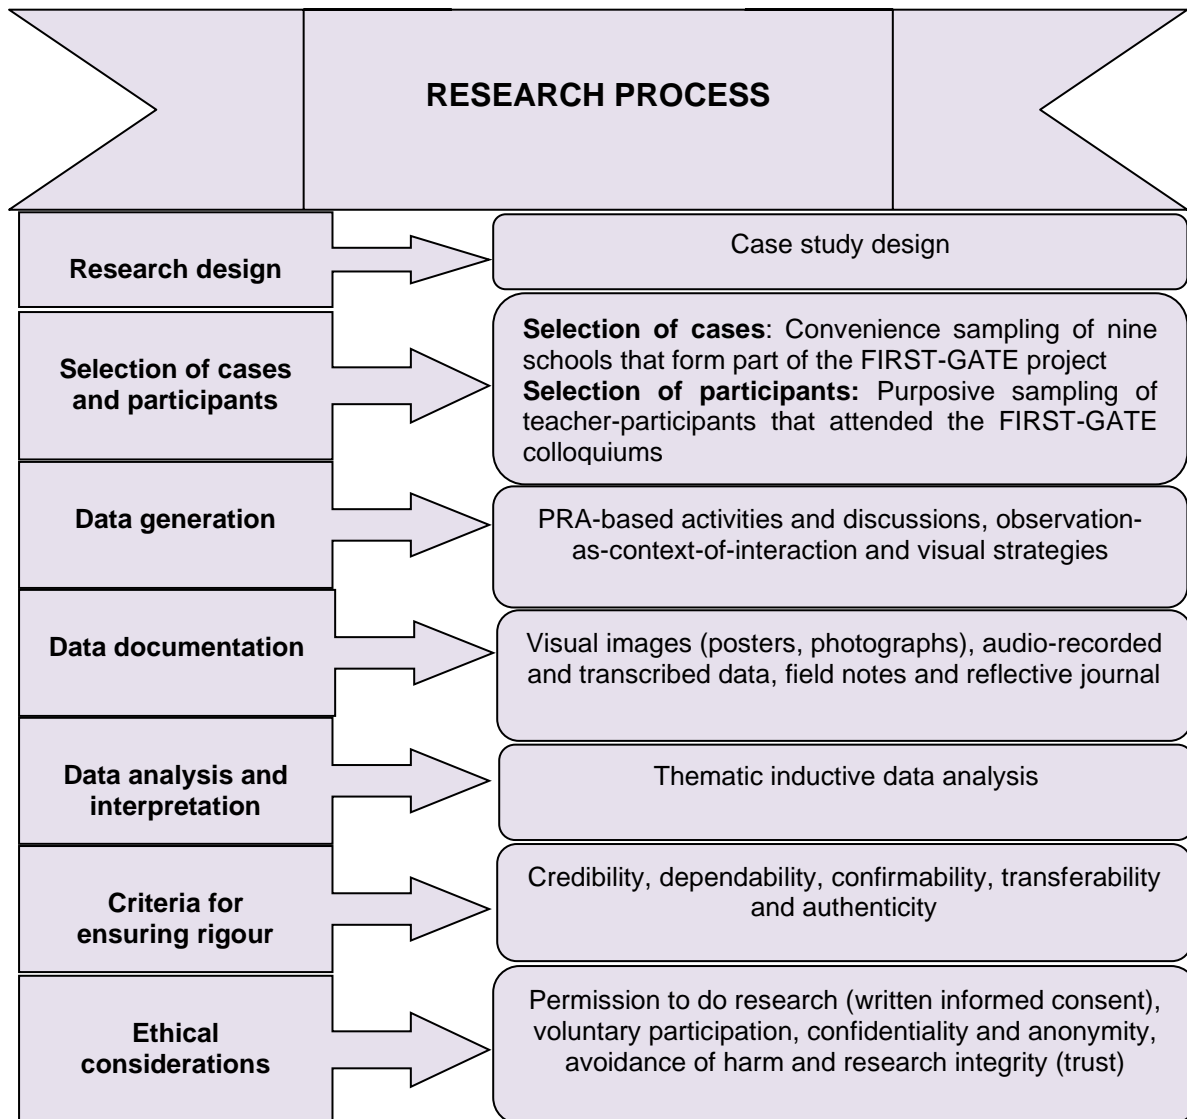 RESEARCH PROCESS
Research design
Case study design
Selection of cases
and participants
Selection of cases: Convenience sampling of nine
schools that form part of the FIRST-GATE project
Selection of participants: Purposive sampling of
teacher-participants that attended the FIRST-GATE
colloquiums
Data generation
PRA-based activities and discussions, observation-
as-context-of-interaction and visual strategies
Data documentation
Visual images (posters, photographs), audio-recorded
and transcribed data, field notes and reflective journal
Data analysis and
interpretation
Thematic inductive data analysis
Criteria for
ensuring rigour
Credibility, dependability, confirmability, transferability
and authenticity
Ethical
considerations
Permission to do research (written informed consent),
voluntary participation, confidentiality and anonymity,
avoidance of harm and research integrity (trust)